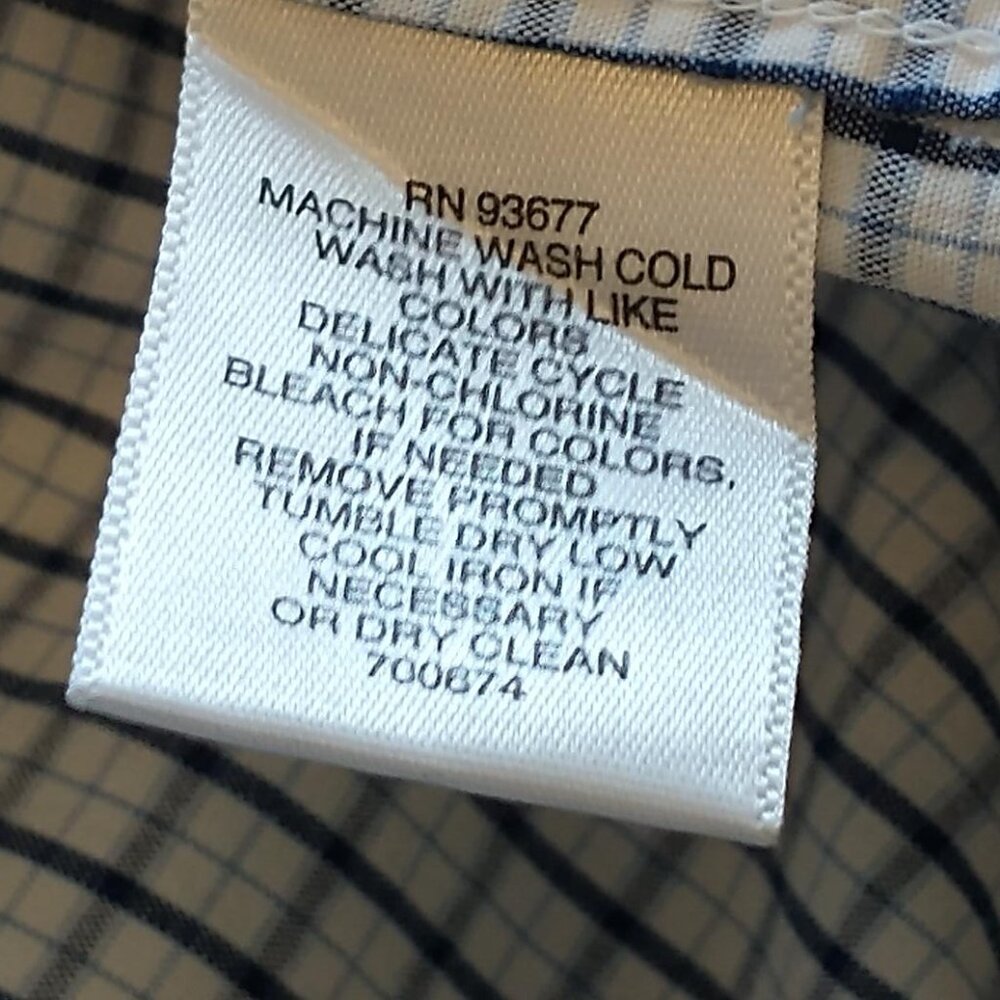 RN 93677
MACHINE WASH COLD
WASH WITH LIKE
COLORS
DELICATE CYCLE
NON-CHLORINE
BLEACH FOR COLORS,
IF NEEDED
REMOVE PROMPTLY
TUMBLE DRY LOW
COOL IRON IF
NECESSARY
OR DRY CLEAN
700674